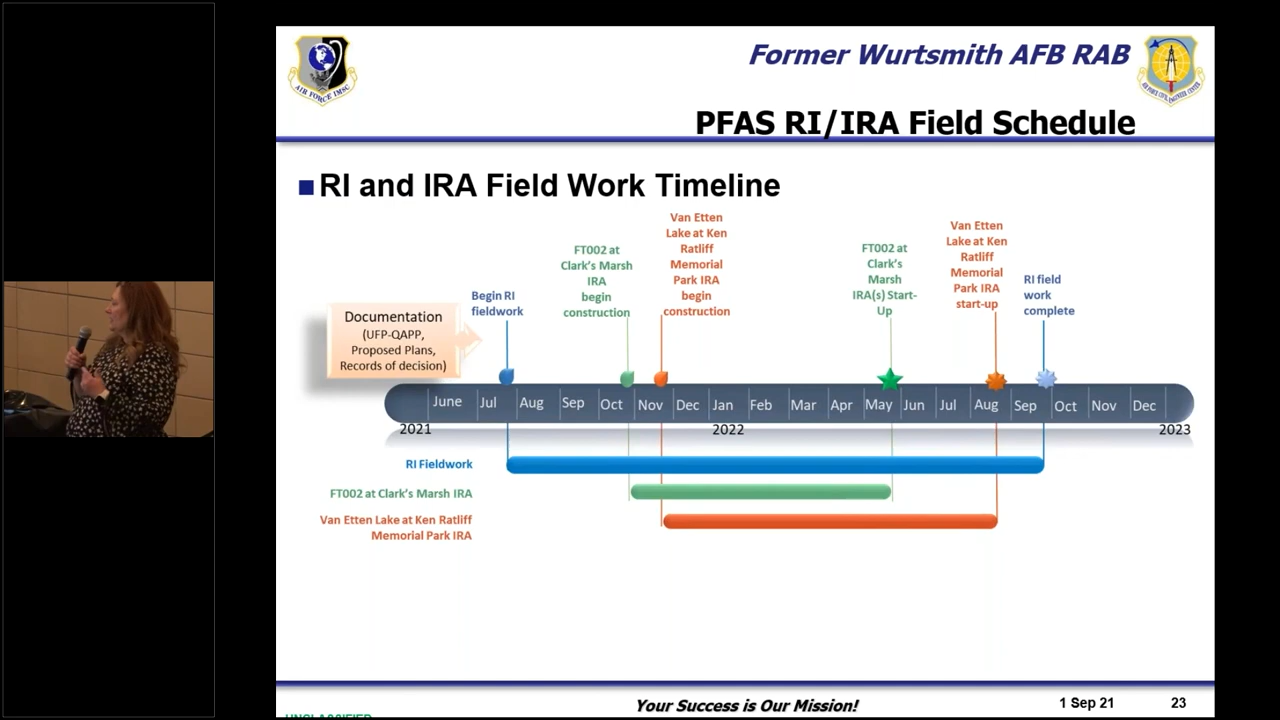 Former Wurtsmith AFB RAB
AIR FORCE IMSC
PFAS RI/IRA Field Schedule
RI and IRA Field Work Timeline
Documentation
(UFP-QAPP,
Proposed Plans,
Records of decision)
Begin RI
fieldwork
FT002 at
Clark's Marsh
IRA
begin
construction
Van Etten
Lake at Ken
Ratliff
Memorial
Park IRA
begin
construction
FT002 at
Clark's
Marsh
IRA(s) Start-
Up
Van Etten
Lake at Ken
Ratliff
Memorial
Park IRA
start-up
RI field
work
complete
June Jul Aug Sep Oct Nov Dec Jan Feb Mar Apr May Jun Jul Aug Sep Oct Nov Dec
2021 2022 2023
RI Fieldwork
FT002 at Clark's Marsh IRA
Van Etten Lake at Ken Ratliff
Memorial Park IRA
Your Success is Our Mission!
1 Sep 21
23
UNCLASSIFIED